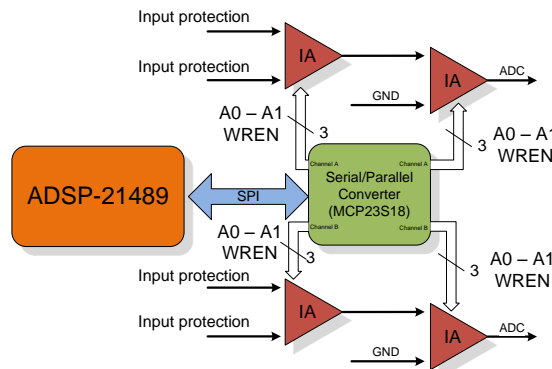 Input protection
IA
Input protection
IA
ADC
GND
A0 – A1
WREN
3
3
A0 – A1
WREN
Channel A
Channel A
ADSP-21489
SPI
Serial/Parallel
Converter
(MCP23S18)
Channel B
Channel B
A0 – A1
WREN
3
3
A0 – A1
WREN
Input protection
IA
Input protection
IA
ADC
GND